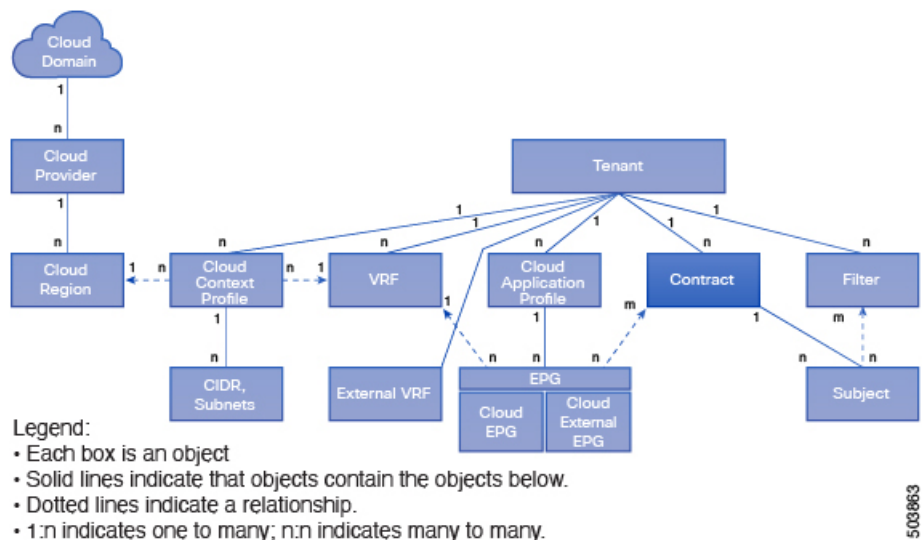 Cloud
Domain
1
n
Cloud
Provider
Tenant
1
1
1
1
1
1
n
n
n
n
n
n
Cloud
Region
1
n
Cloud
Context
Profile
n
1
VRF
Cloud
Application
Profile
Contract
Filter
1
1
1
m
1
m
n
n
n
n
n
n
CIDR,
Subnets
External VRF
EPG
Cloud
EPG
Cloud
External
EPG
Subject
Legend:
• Each box is an object
• Solid lines indicate that objects contain the objects below.
• Dotted lines indicate a relationship.
• 1:n indicates one to many; n:n indicates many to many.
503863